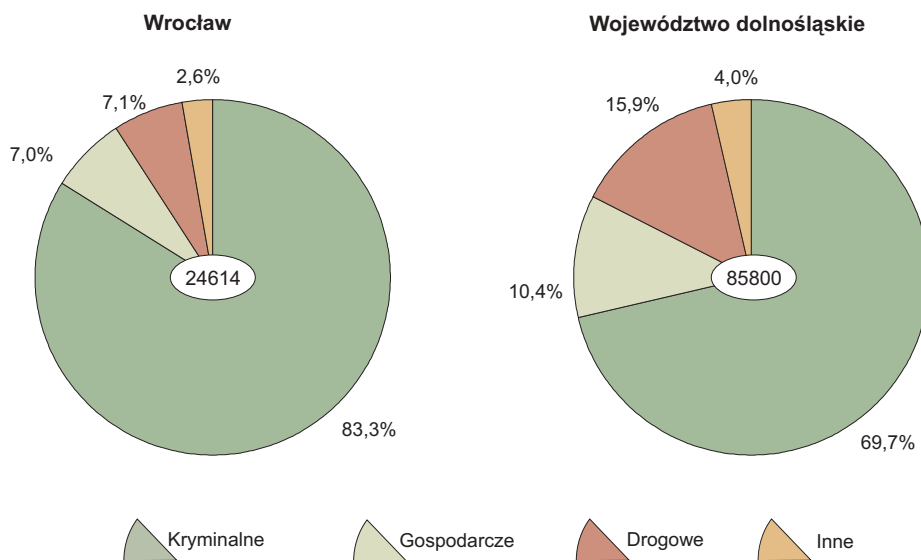 Wrocław
Województwo dolnośląskie
2,6%
4,0%
7,1%
15,9%
7,0%
24614
85800
10,4%
83,3%
69,7%
Kryminalne
Gospodarcze
Drogowe
Inne